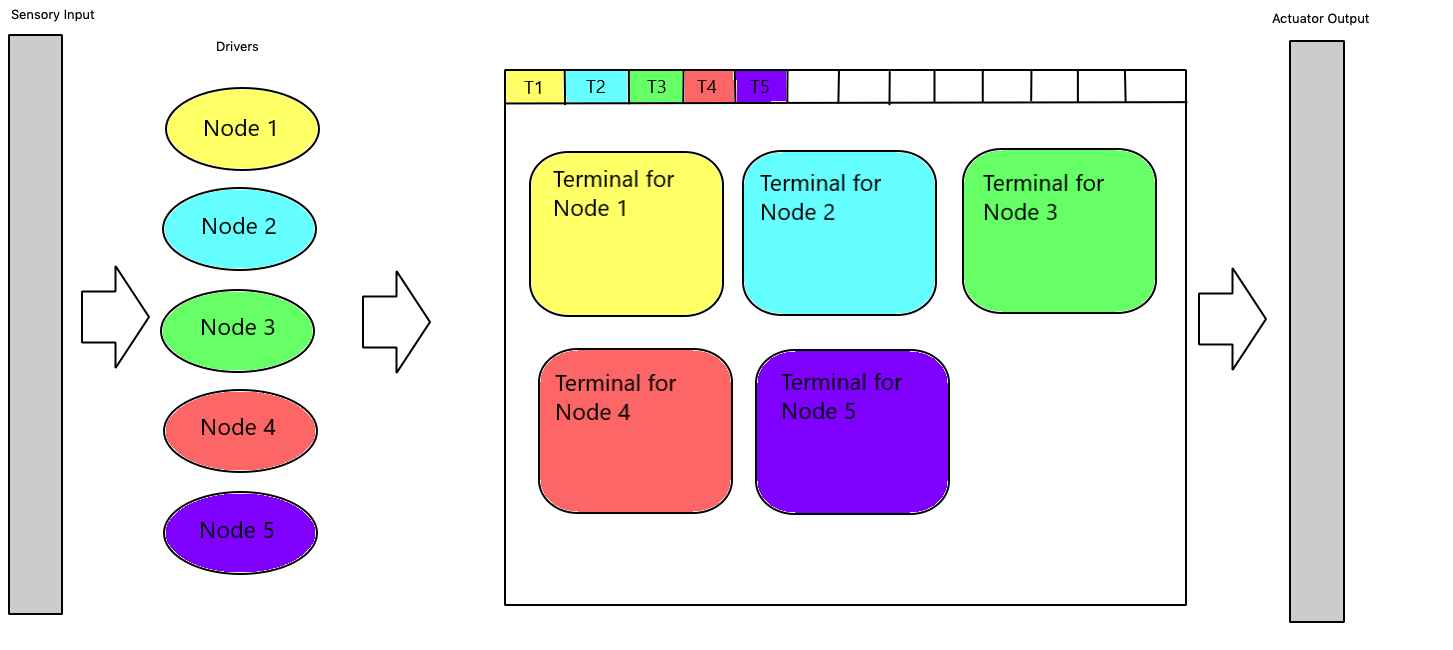 Sensory Input
Actuator Output
Drivers
Node 1
Node 2
Node 3
Node 4
Node 5
T1
T2
T3
T4
T5
Terminal for
Node 1
Terminal for
Node 2
Terminal for
Node 3
Terminal for
Node 4
Terminal for
Node 5